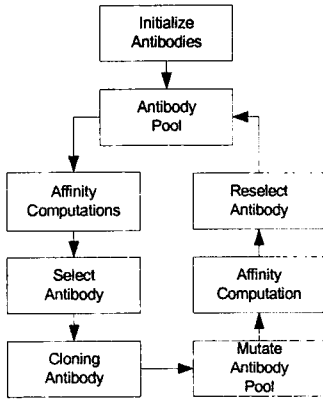 Initialize
Antibodies
Antibody
Pool
Affinity
Computations
Reselect
Antibody
Select
Antibody
Affinity
Computation
Cloning
Antibody
Mutate
Antibody
Pool